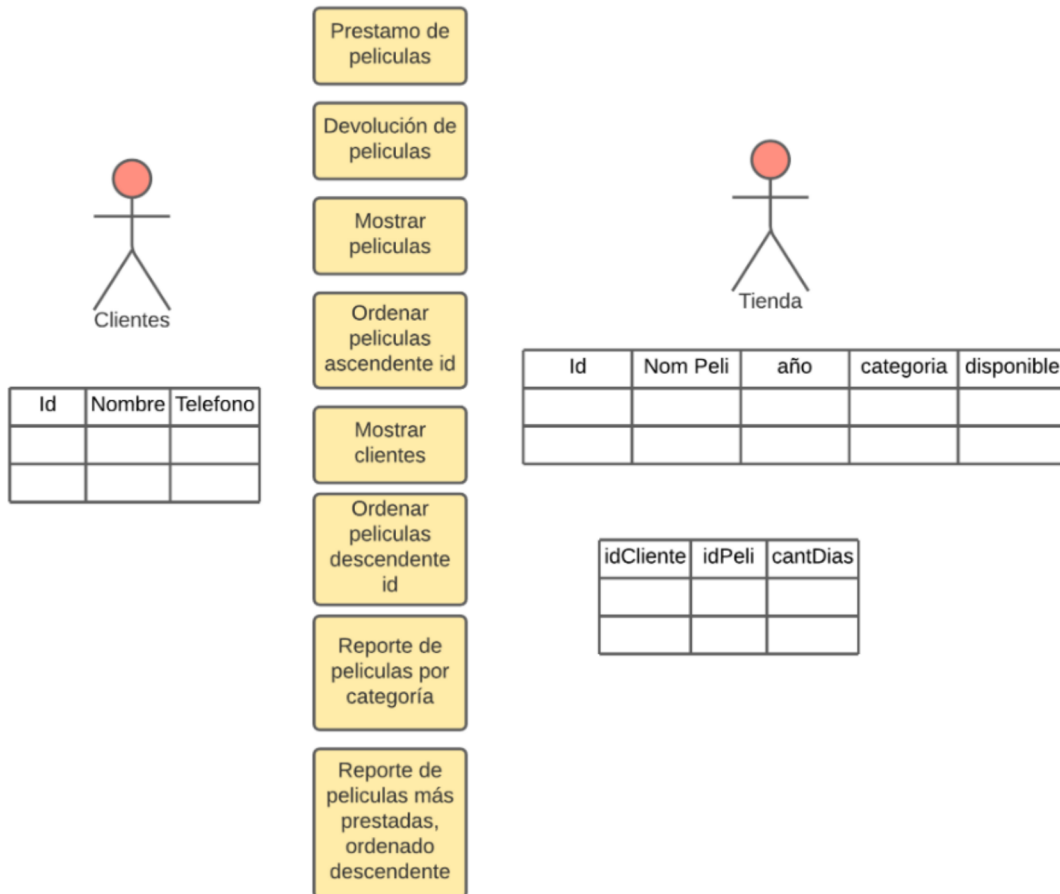 Prestamo de
peliculas
Devolución de
peliculas
Mostrar
peliculas
Ordenar
peliculas
ascendente id
Mostrar
clientes
Ordenar
peliculas
descendente
id
Reporte de
peliculas por
categoría
Reporte de
peliculas más
prestadas,
ordenado
descendente
Clientes
Id Nombre Telefono
Tienda
Id Nom Peli año categoria disponible
idCliente idPeli cantDias